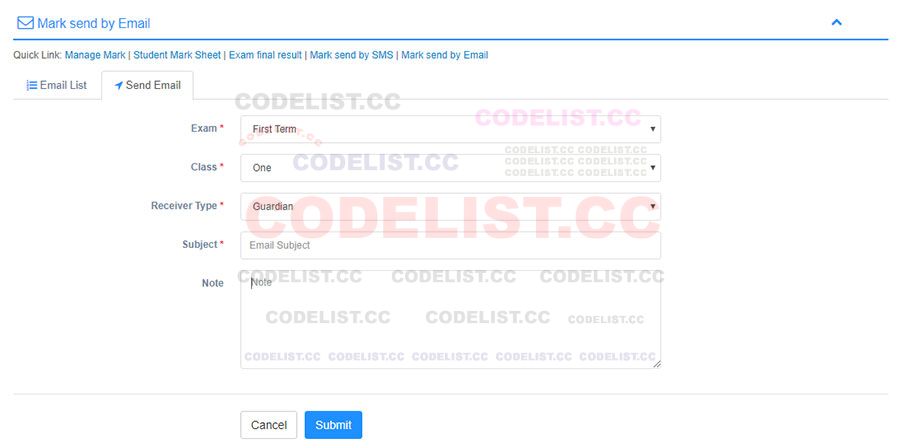 Mark send by Email
Quick Link: Manage Mark | Student Mark Sheet | Exam final result | Mark send by SMS | Mark send by Email
Email List
Send Email
CODELIST.CC
CODELIST.CC
Exam *
First Term
CODELIST.CC
CODELIST.CC CODELIST.CC
CODELIST.CC CODELIST.CC
CODELIST.CC CODELIST.CC
Class *
One
CODELIST.CC
Receiver Type *
Guardian
CODELIST.CC
Subject *
Email Subject
CODELIST.CC CODELIST.CC CODELIST.CC
Note
Note
CODELIST.CC CODELIST.CC CODELIST.CC
CODELIST.CC CODELIST.CC CODELIST.CC CODELIST.CC CODELIST.CC
Cancel
Submit